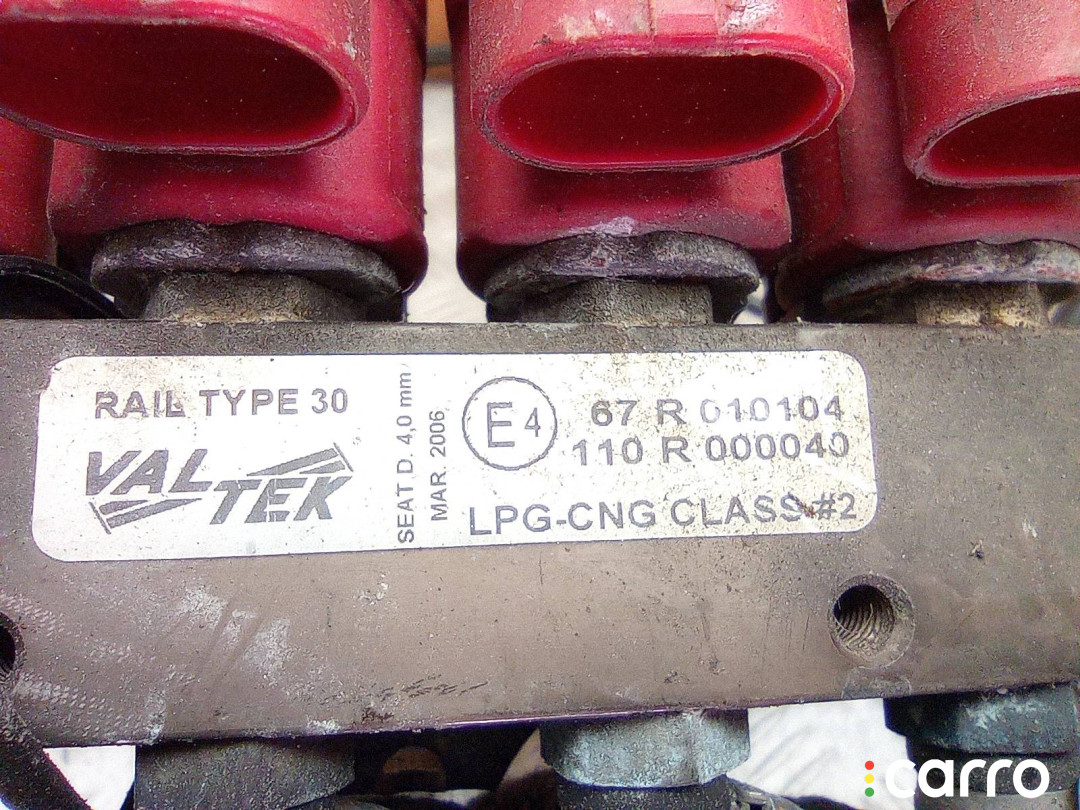 RAIL TYPE 30
VALTEK
SEAT D. 4,0 mm
MAR. 2006
E4
67 R 010104
110 R 000040
LPG-CNG CLASS #2
carro